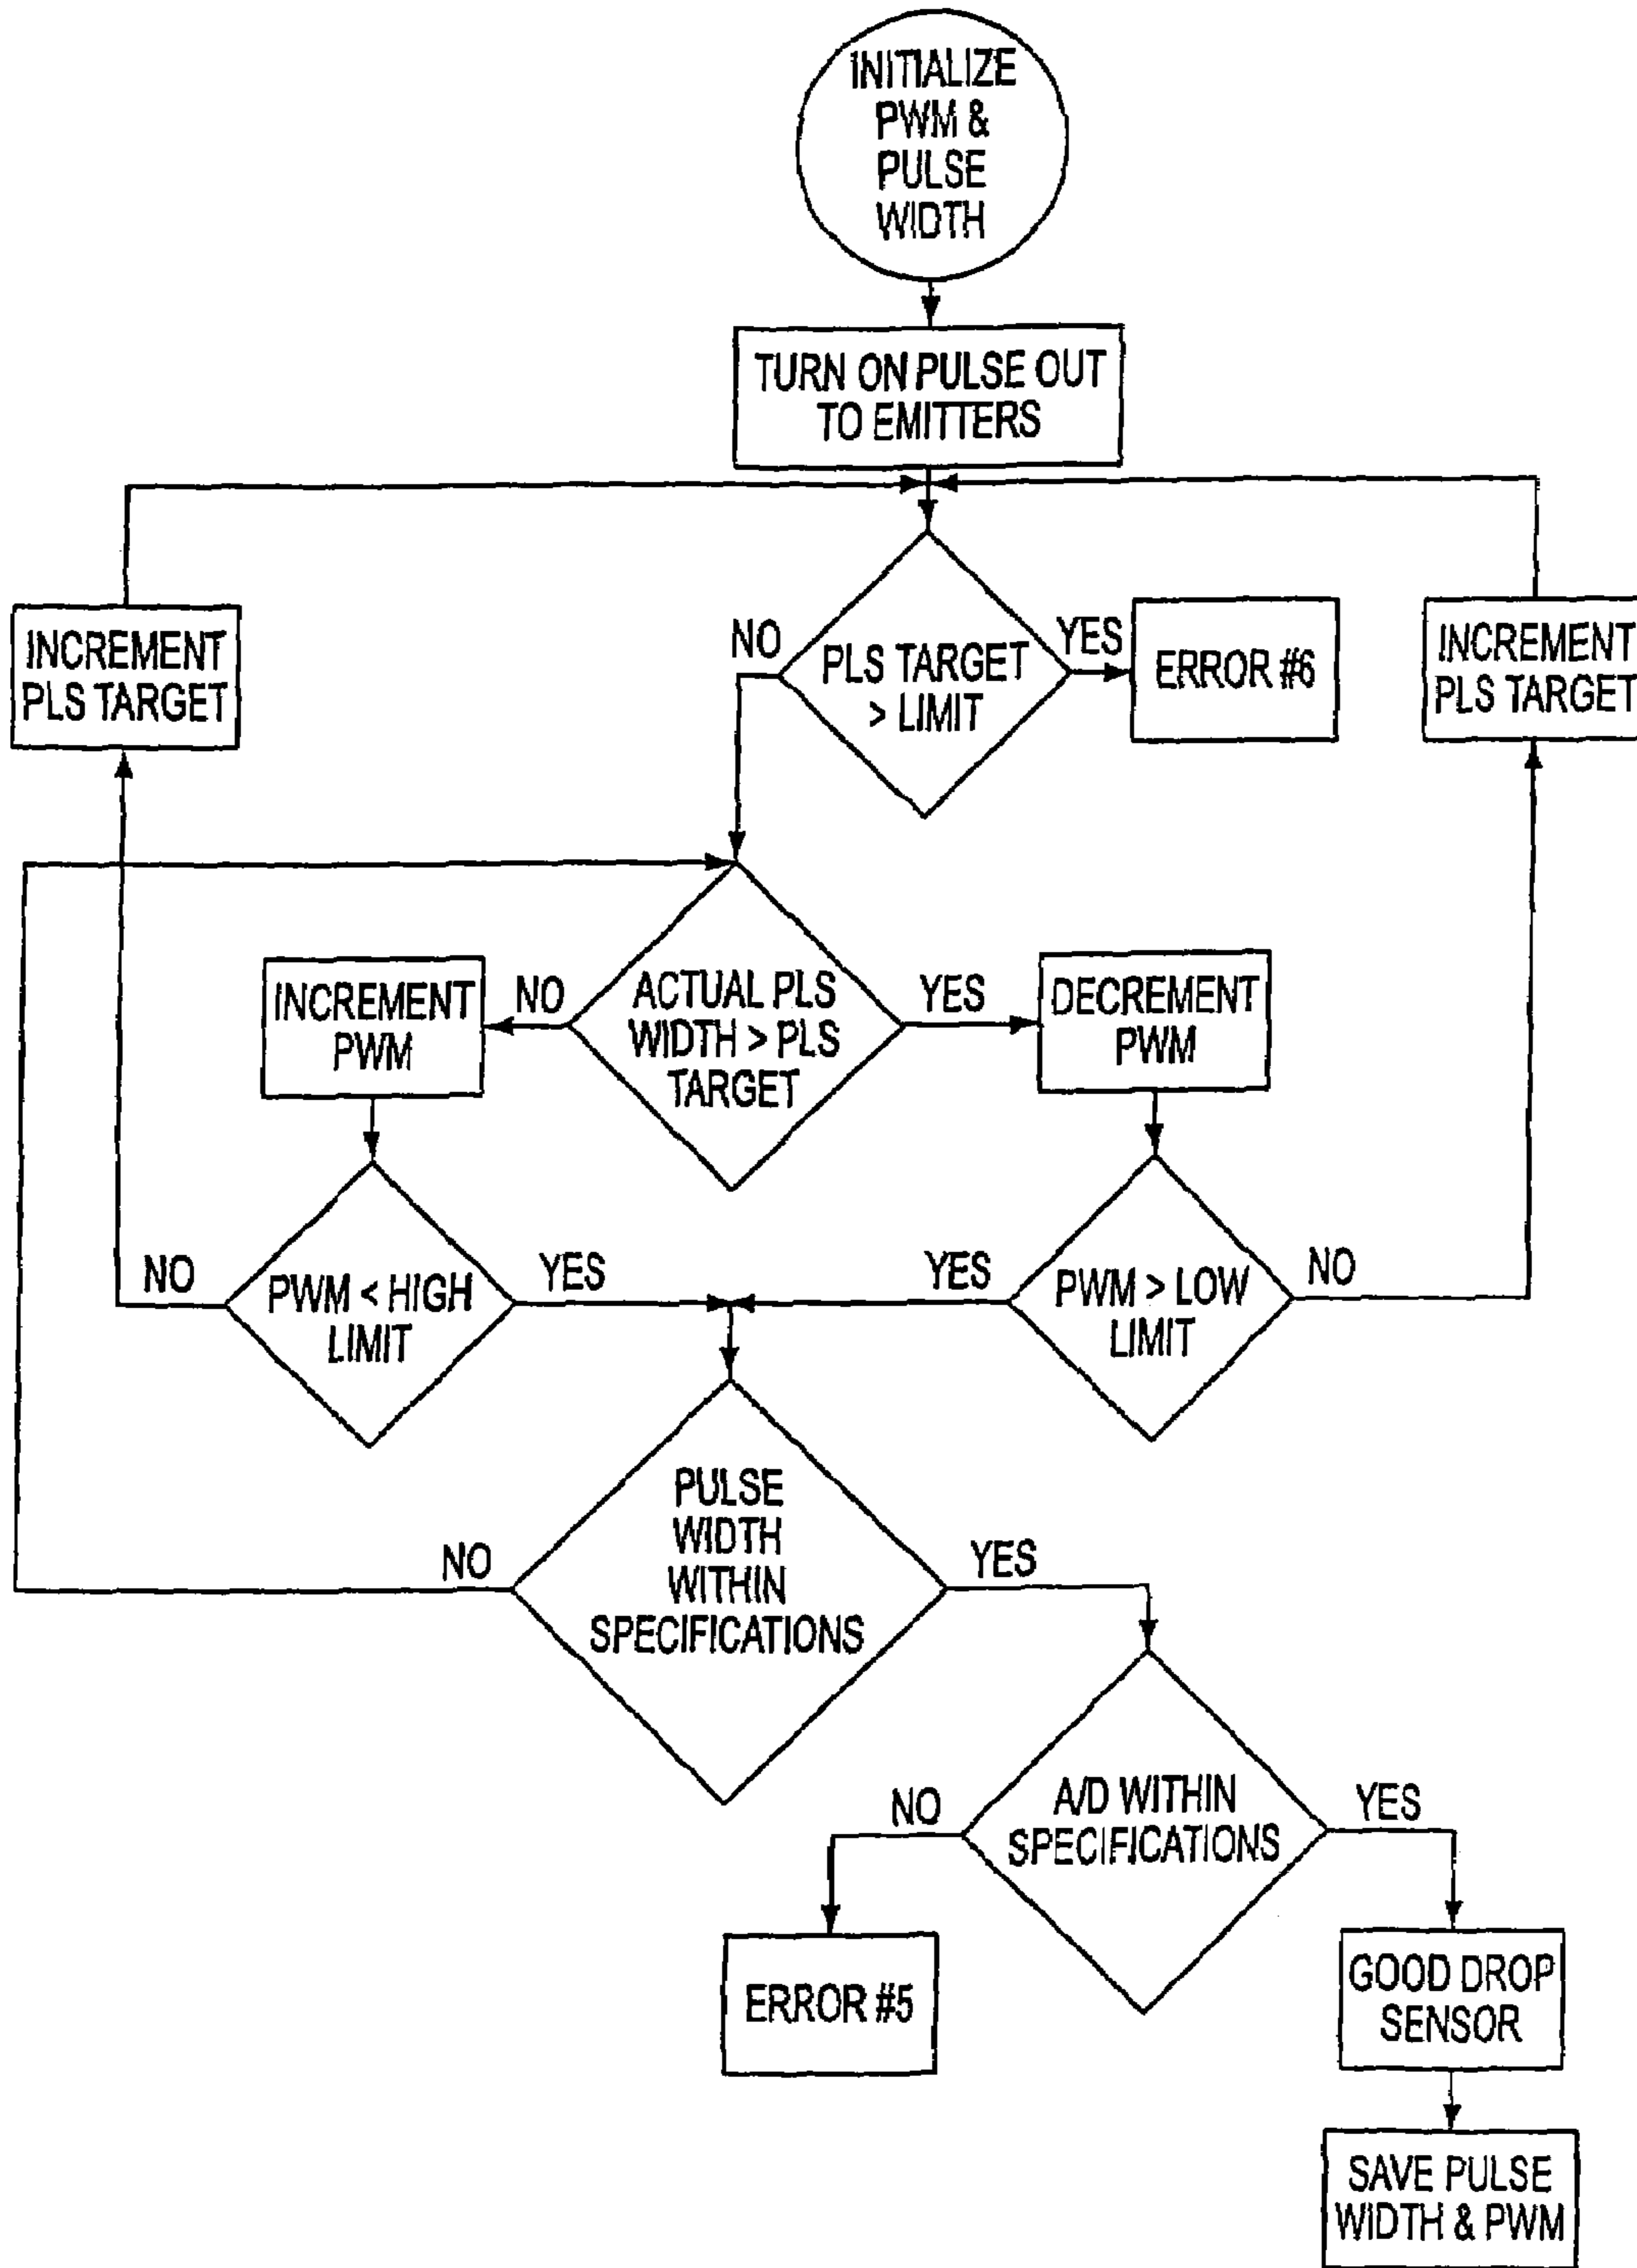 INITIALIZE
PWM &
PULSE
WIDTH
TURN ON PULSE OUT
TO EMITTERS
INCREMENT
PLS TARGET
NO
PLS TARGET
> LIMIT
YES
ERROR #6
INCREMENT
PLS TARGET
INCREMENT
PWM
NO
ACTUAL PLS
WIDTH > PLS
TARGET
YES
DECREMENT
PWM
NO
PWM < HIGH
LIMIT
YES
YES
PWM > LOW
LIMIT
NO
NO
PULSE
WIDTH
WITHIN
SPECIFICATIONS
YES
NO
A/D WITHIN
SPECIFICATIONS
YES
ERROR #5
GOOD DROP
SENSOR
SAVE PULSE
WIDTH & PWM